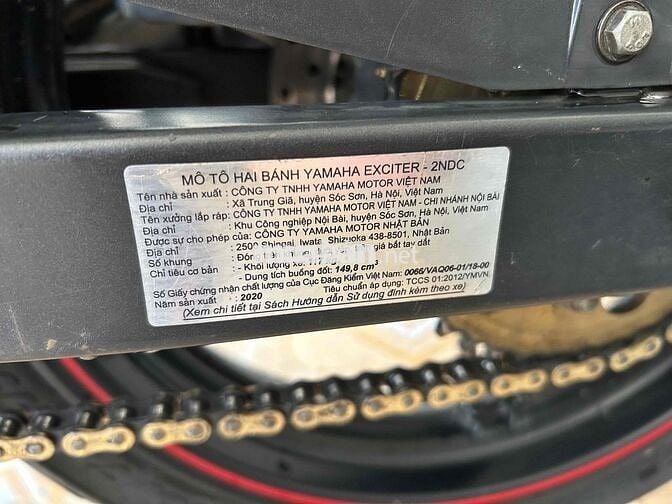 MÔ TÔ HAI BÁNH YAMAHA EXCITER - 2NDC
Tên nhà sản xuất : CÔNG TY TNHH YAMAHA MOTOR VIỆT NAM
Địa chỉ : Xã Trung Giã, huyện Sóc Sơn, Hà Nội, Việt Nam
Tên xưởng lắp ráp: CÔNG TY TNHH YAMAHA MOTOR VIỆT NAM - CHI NHÁNH NỘI BÀI
Địa chỉ : Khu Công nghiệp Nội Bài, huyện Sóc Sơn, Hà Nội, Việt Nam
Được sự cho phép của: CÔNG TY YAMAHA MOTOR NHẬT BẢN
Địa chỉ : 2500 Shingai, Iwata, Shizuoka 438-8501, Nhật Bản
Số khung : Đón giá bắt tay dắt
Chỉ tiêu cơ bản : - Khối lượng
- Dung tích buồng đốt: 149,8 cm³
Số Giấy chứng nhận chất lượng của Cục Đăng Kiểm Việt Nam: 0066/VAQ06-01/18-00
Tiêu chuẩn áp dụng: TCCS 01:2012/YMVN
Năm sản xuất : 2020
(Xem chi tiết tại Sách Hướng dẫn Sử dụng đính kèm theo xe)